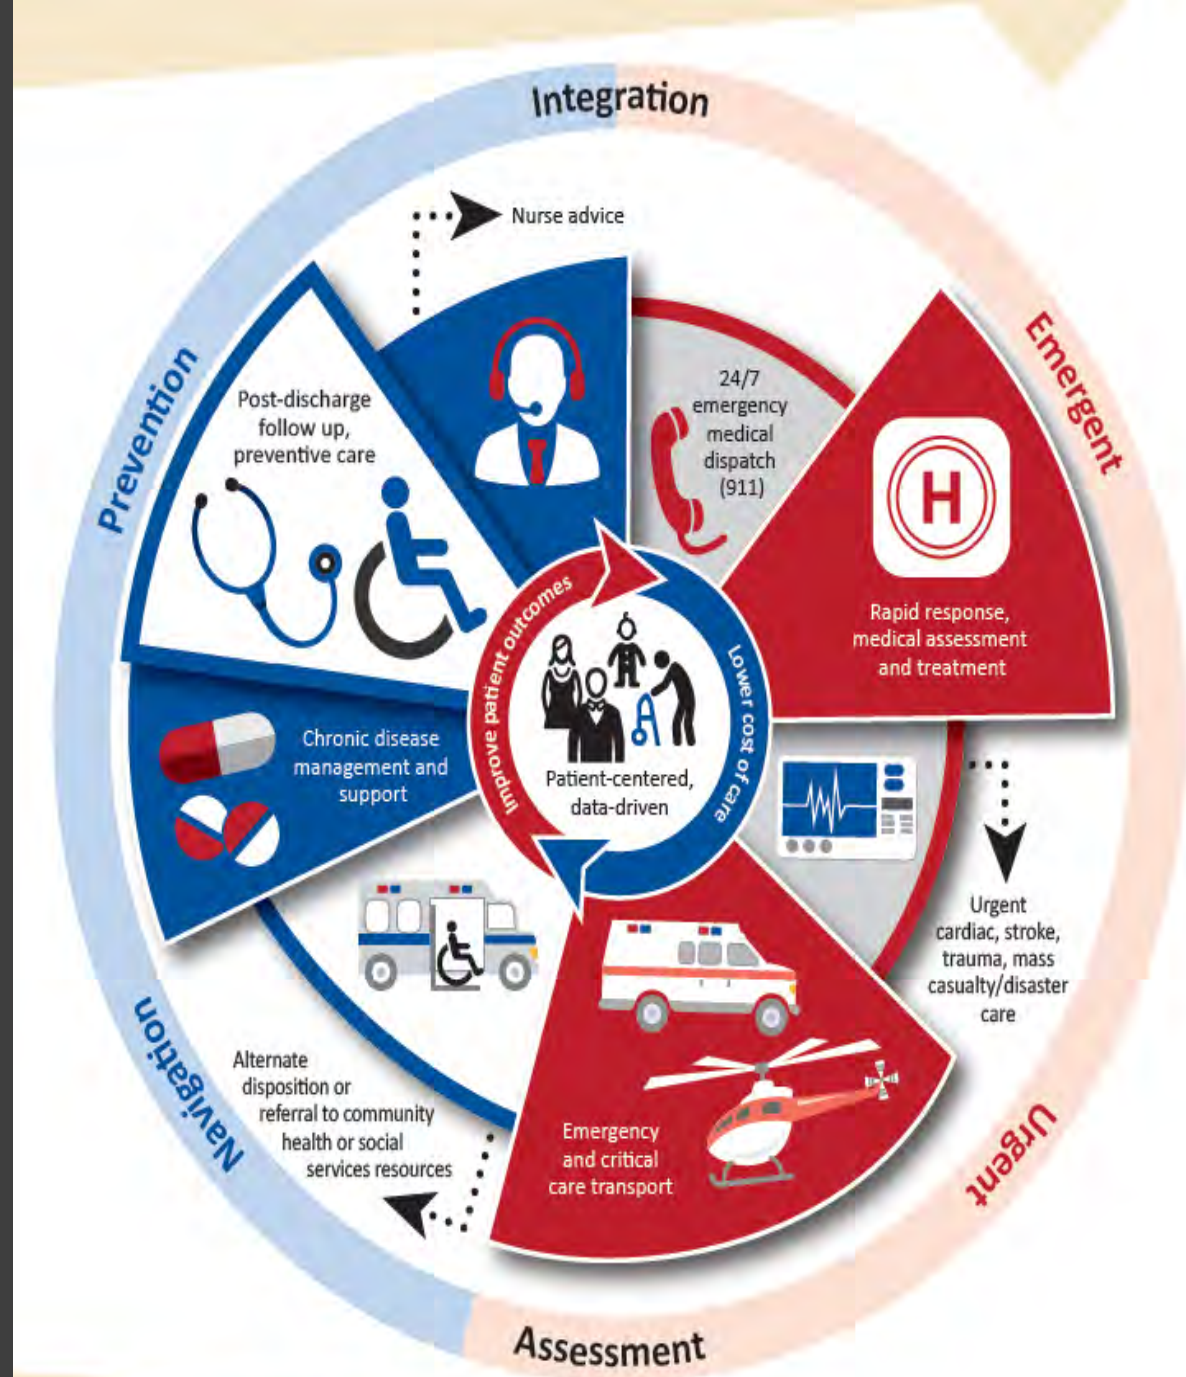 Integration
Nurse advice
Emergent
24/7
emergency
medical
dispatch
(911)
H
Rapid response,
medical assessment
and treatment
Prevention
Post-discharge
follow up,
preventive care
Improve patient outcomes
Lower cost of care
Patient-centered,
data-driven
Chronic disease
management and
support
Urgent
cardiac, stroke,
trauma, mass
casualty/disaster
care
Navigation
Alternate
disposition or
referral to community
health or social
services resources
Emergency
and critical
care transport
Urgent
Assessment